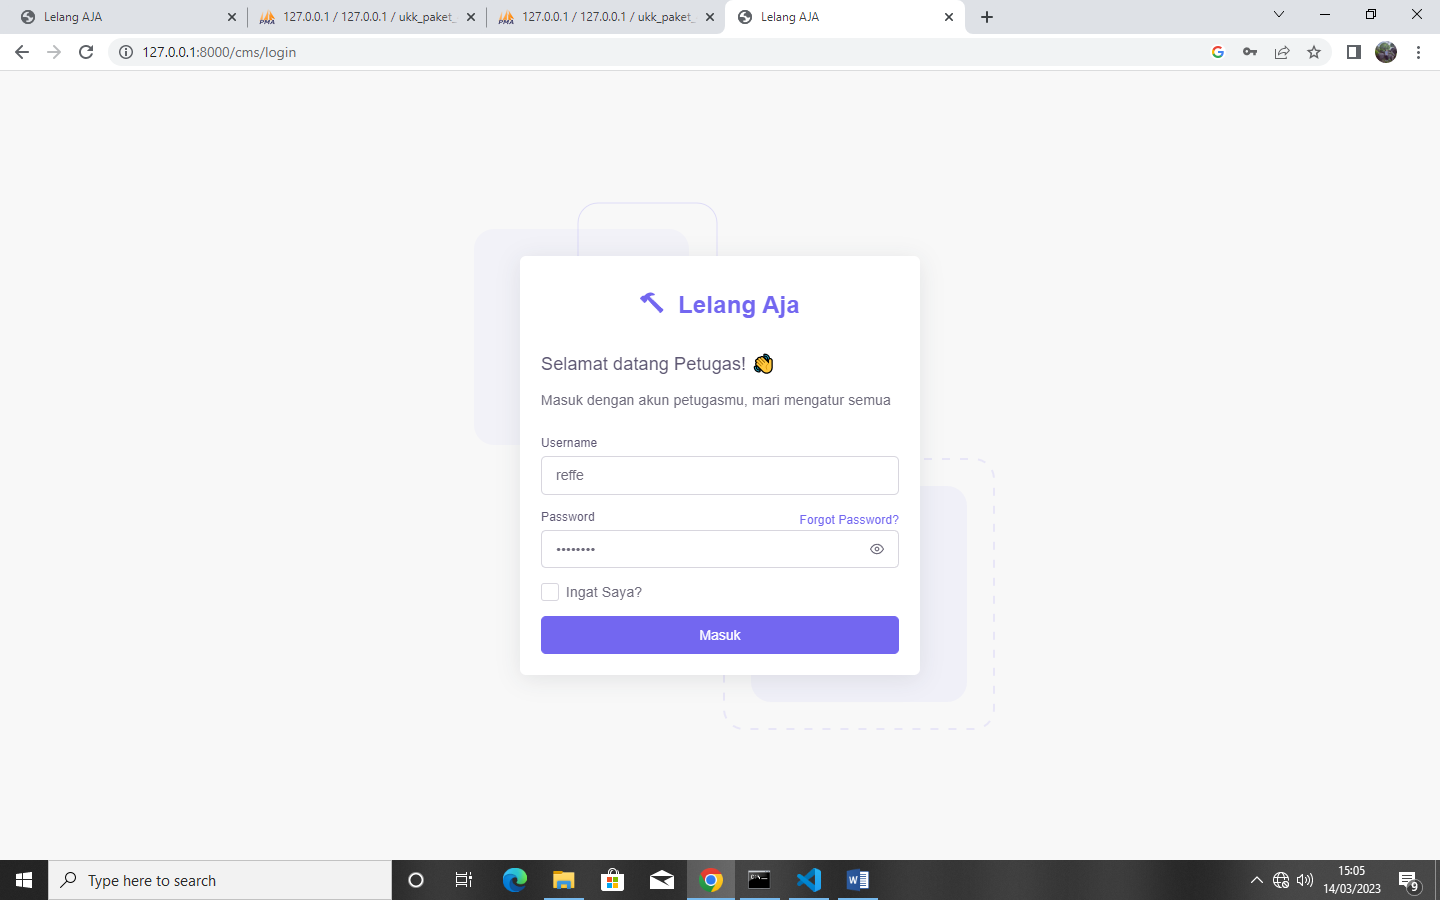 Lelang AJA
127.0.0.1 / 127.0.0.1 / ukk_paket_
127.0.0.1 / 127.0.0.1 / ukk_paket_
Lelang AJA
127.0.0.1:8000/cms/login
Lelang Aja
Selamat datang Petugas! 👋
Masuk dengan akun petugasmu, mari mengatur semua
Username
reffe
Password
Forgot Password?
••••••••
Ingat Saya?
Masuk
Type here to search
15:05
14/03/2023
9